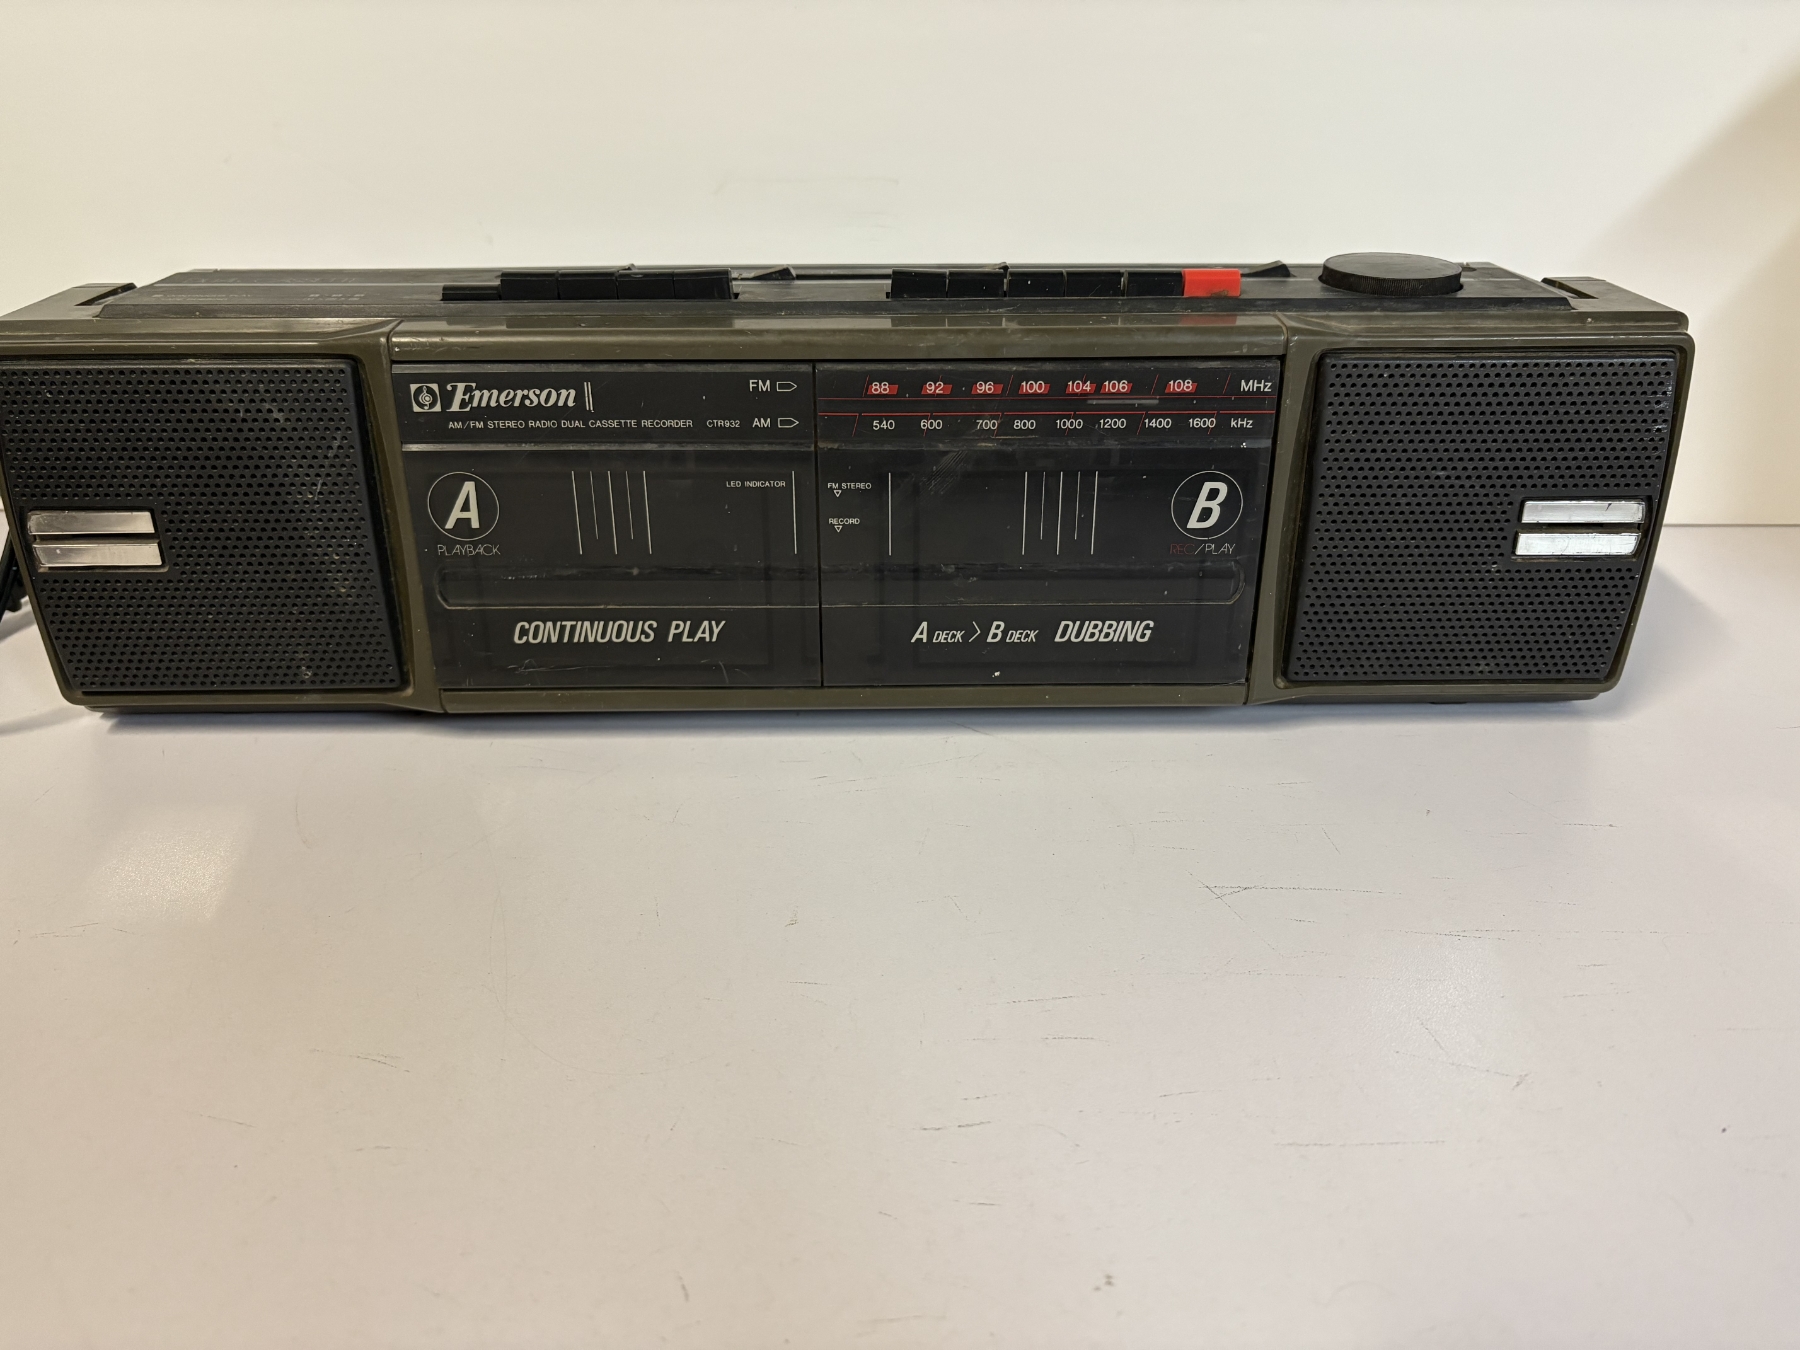 Emerson
FM
AM/FM STEREO RADIO DUAL CASSETTE RECORDER CTR932 AM
88 92 96 100 104 106 108 MHz
540 600 700 800 1000 1200 1400 1600 kHz
A
PLAYBACK
LED INDICATOR
CONTINUOUS PLAY
FM STEREO
RECORD
B
REC/PLAY
A DECK > B DECK DUBBING